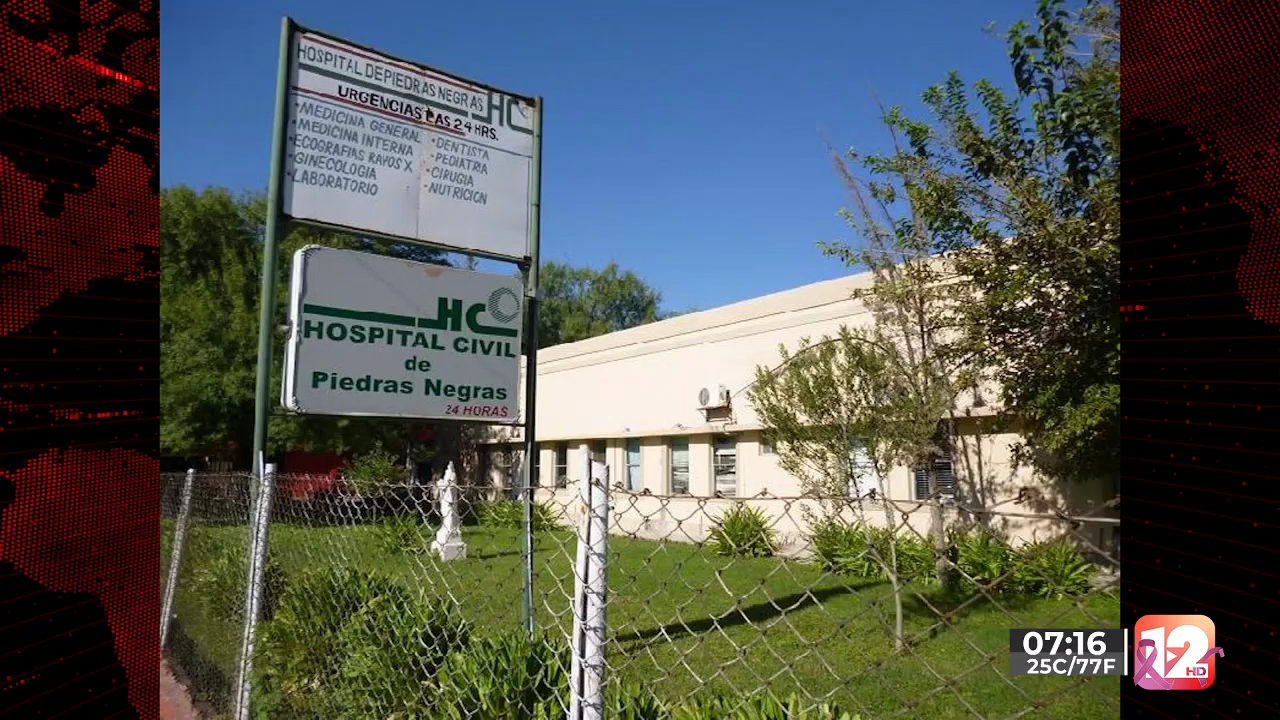 HOSPITAL DE PIEDRAS NEGRAS
HC
URGENCIAS LAS 24 HRS.
·MEDICINA GENERAL
·MEDICINA INTERNA
·ECOGRAFIAS RAYOS X
·GINECOLOGIA
·LABORATORIO
·DENTISTA
·PEDIATRIA
·CIRUGIA
·NUTRICION
HC
HOSPITAL CIVIL
de
Piedras Negras
24 HORAS
07:16
25C/77F
12
HD